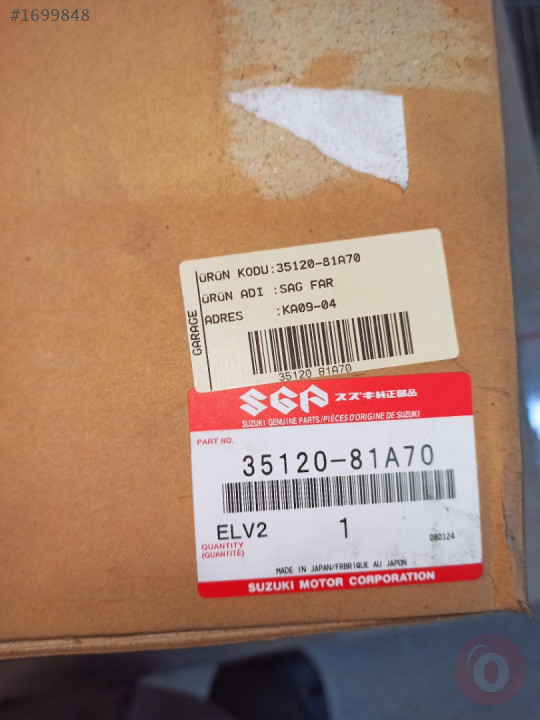 #1699848
GARAGE
ÜRÜN KODU:35120-81A70
ÜRÜN ADI :SAG FAR
ADRES :KA09-04
35120 81A70
SGP スズキ純正部品
SUZUKI GENUINE PARTS/PIÈCES D'ORIGINE DE SUZUKI
PART NO.
35120-81A70
ELV2 1
080124
QUANTITY
(QUANTITÉ)
MADE IN JAPAN/FRBRIQUE AU JAPON
SUZUKI MOTOR CORPORATION